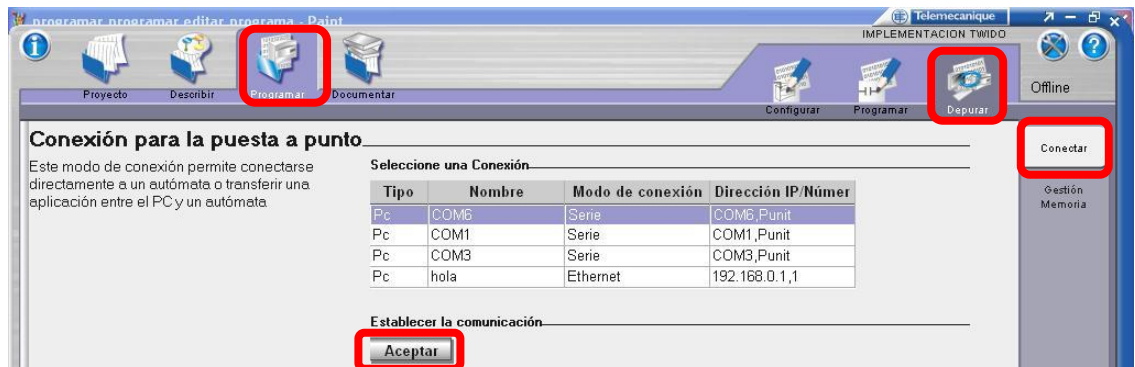 programar programar editar programa - Paint
Telemecanique
IMPLEMENTACION TWIDO
Proyecto Describir Programar Documentar
Configurar Programar Depurar
Offline
Conexión para la puesta a punto
Conectar
Este modo de conexión permite conectarse
directamente a un autómata o transferir una
aplicación entre el PC y un autómata
Gestión
Memoria
Seleccione una Conexión
Tipo Nombre Modo de conexión Dirección IP/Númer
Pc COM6 Serie COM6,Punit
Pc COM1 Serie COM1,Punit
Pc COM3 Serie COM3,Punit
Pc hola Ethernet 192.168.0.1,1
Establecer la comunicación
Aceptar